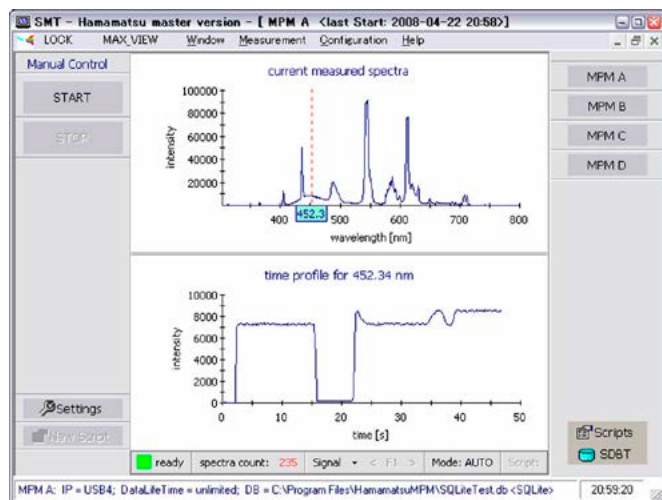 SMT - Hamamatsu master version - [ MPM A <last Start: 2008-04-22 20:58>]
LOCK MAX_VIEW Window Measurement Configuration Help
Manual Control
START
STOP
current measured spectra
intensity
100000
80000
60000
40000
20000
400 500 600 700 800
452.3
wavelength [nm]
MPM A
MPM B
MPM C
MPM D
time profile for 452.34 nm
intensity
10000
8000
6000
4000
2000
0
0 10 20 30 40 50
time [s]
Settings
New Script
Scripts
SDBT
ready spectra count: 235 Signal < F1 > Mode: AUTO Script
MPM A: IP = USB4; DataLifeTime = unlimited; DB = C:\Program Files\HamamatsuMPM\SQLiteTest.db <SQLite> 20:59:20